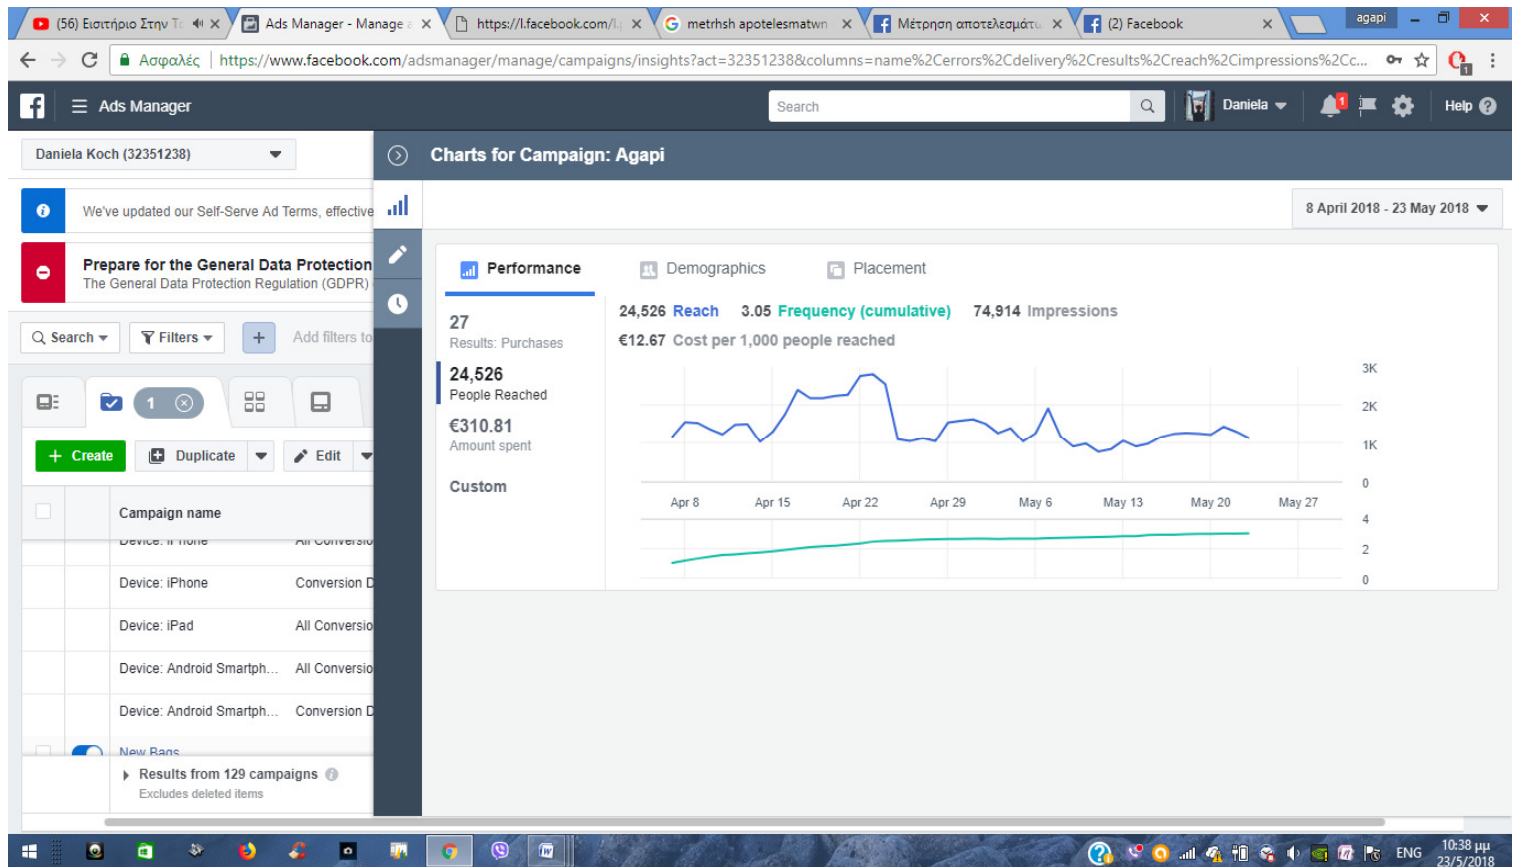 (56) Εισιτήριο Στην Το
Ads Manager - Manage a
https://l.facebook.com/l.
metrhsh apotelesmatwn
Μέτρηση αποτελεσμάτω
(2) Facebook
agapi
Ασφαλές | https://www.facebook.com/adsmanager/manage/campaigns/insights?act=32351238&columns=name%2Cerrors%2Cdelivery%2Cresults%2Creach%2Cimpressions%2Cc...
1
Ads Manager
Search
Daniela
1
Help
Daniela Koch (32351238)
Charts for Campaign: Agapi
We've updated our Self-Serve Ad Terms, effective
8 April 2018 - 23 May 2018
Prepare for the General Data Protection
The General Data Protection Regulation (GDPR)
Performance
Demographics
Placement
Search
Filters
+
Add filters to
27
Results: Purchases
24,526
People Reached
€310.81
Amount spent
Custom
24,526 Reach 3.05 Frequency (cumulative) 74,914 Impressions
€12.67 Cost per 1,000 people reached
3K
2K
1K
0
Apr 8 Apr 15 Apr 22 Apr 29 May 6 May 13 May 20 May 27
4
2
0
1
+ Create
Duplicate
Edit
Campaign name
Device: iPhone All Conversio
Device: iPhone Conversion D
Device: iPad All Conversio
Device: Android Smartph... All Conversio
Device: Android Smartph... Conversion D
New Bags
Results from 129 campaigns
Excludes deleted items
ENG
10:38 μμ
23/5/2018